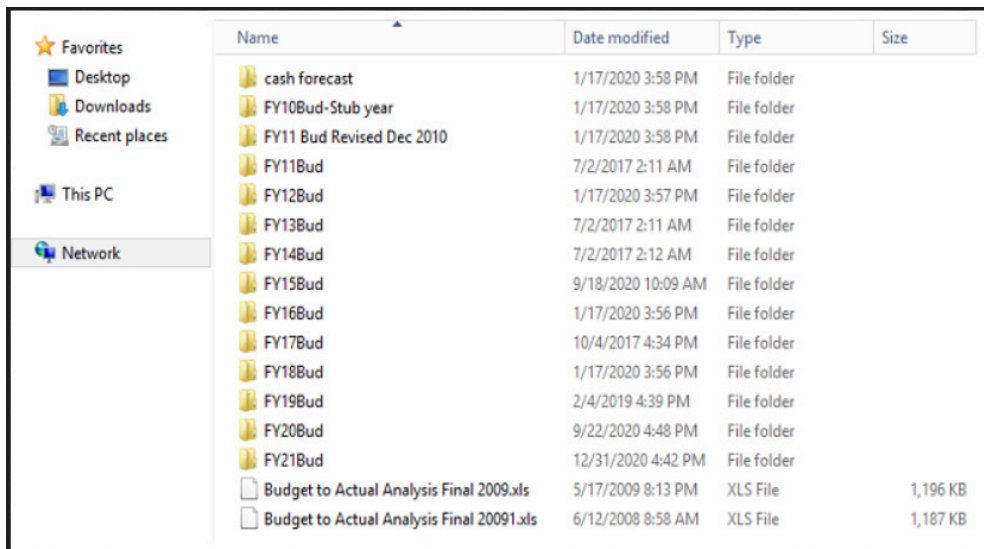 Favorites
Desktop
Downloads
Recent places
This PC
Network
Name Date modified Type Size
cash forecast 1/17/2020 3:58 PM File folder
FY10Bud-Stub year 1/17/2020 3:58 PM File folder
FY11 Bud Revised Dec 2010 1/17/2020 3:58 PM File folder
FY11Bud 7/2/2017 2:11 AM File folder
FY12Bud 1/17/2020 3:57 PM File folder
FY13Bud 7/2/2017 2:11 AM File folder
FY14Bud 7/2/2017 2:12 AM File folder
FY15Bud 9/18/2020 10:09 AM File folder
FY16Bud 1/17/2020 3:56 PM File folder
FY17Bud 10/4/2017 4:34 PM File folder
FY18Bud 1/17/2020 3:56 PM File folder
FY19Bud 2/4/2019 4:39 PM File folder
FY20Bud 9/22/2020 4:48 PM File folder
FY21Bud 12/31/2020 4:42 PM File folder
Budget to Actual Analysis Final 2009.xls 5/17/2009 8:13 PM XLS File 1,196 KB
Budget to Actual Analysis Final 20091.xls 6/12/2008 8:58 AM XLS File 1,187 KB